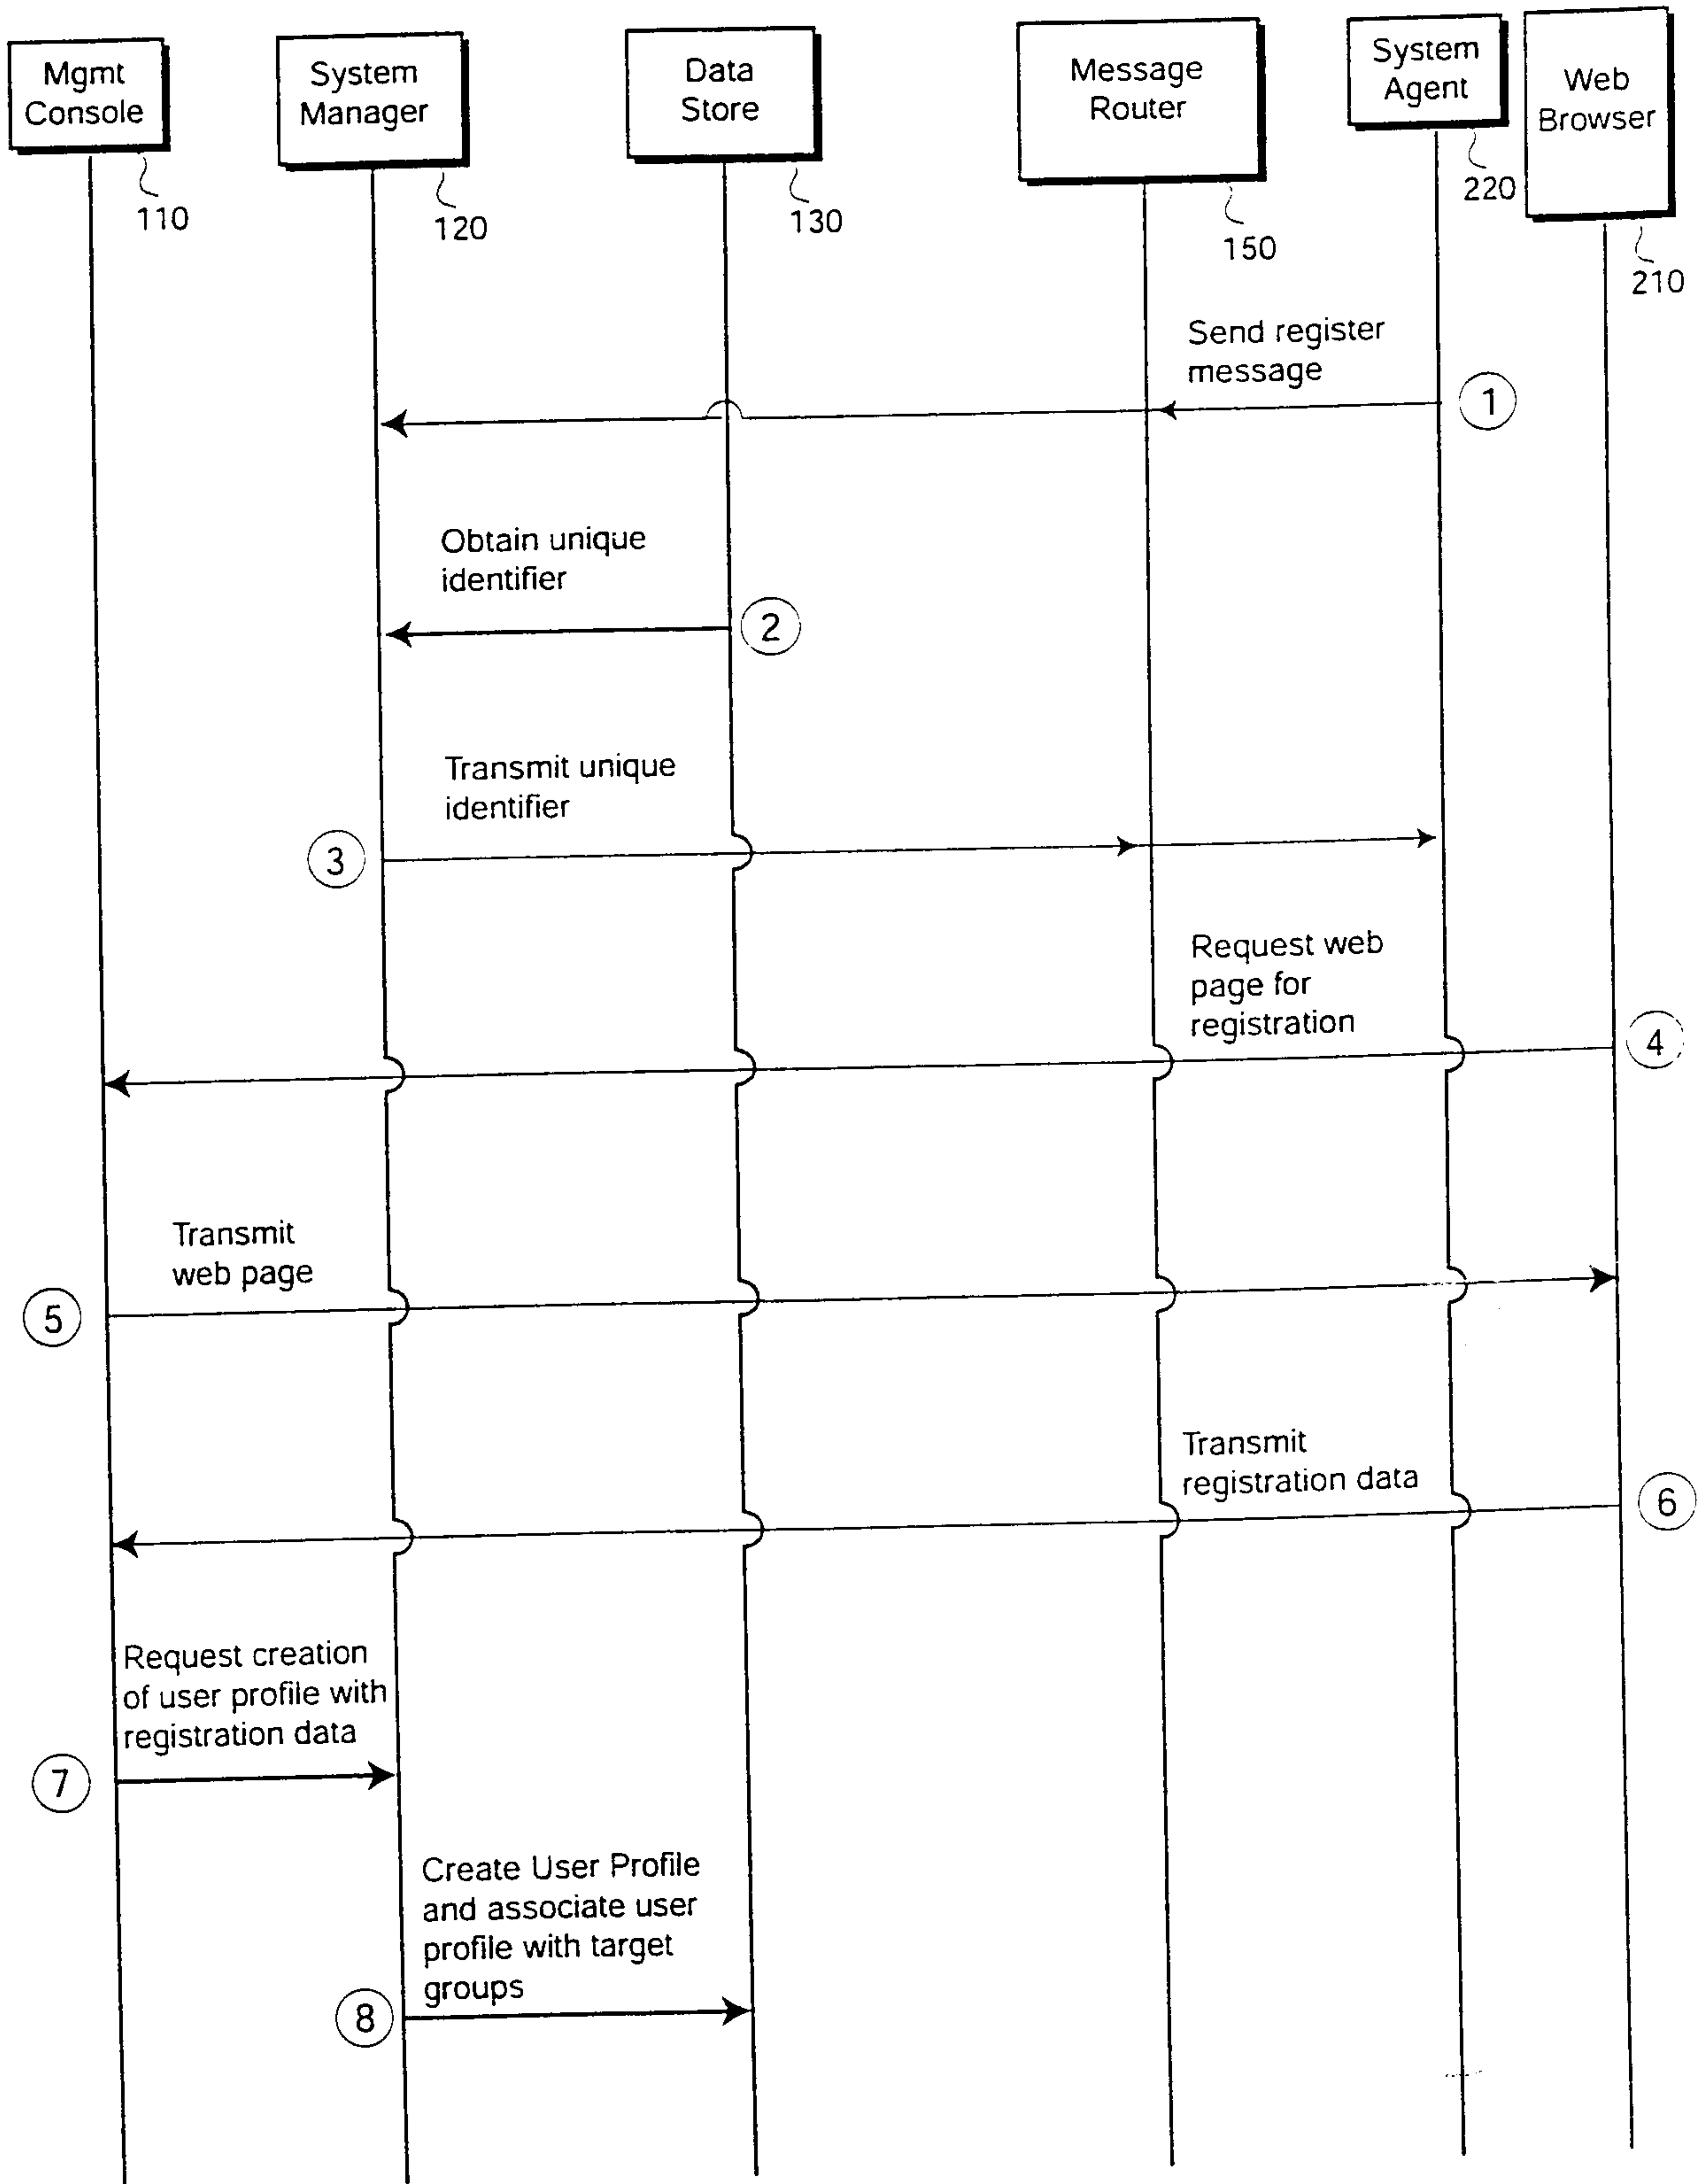 Mgmt
Console
System
Manager
Data
Store
Message
Router
System
Agent
Web
Browser
110
120
130
150
220
210
Send register
message
1
Obtain unique
identifier
2
Transmit unique
identifier
3
Request web
page for
registration
4
Transmit
web page
5
Transmit
registration data
6
Request creation
of user profile with
registration data
7
Create User Profile
and associate user
profile with target
groups
8